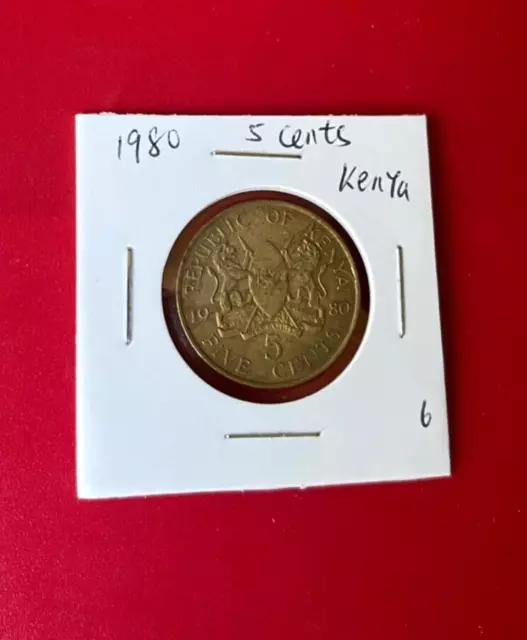 1980 5 cents
Kenya
REPUBLIC OF KENYA
19 80
5
FIVE CENTS
6